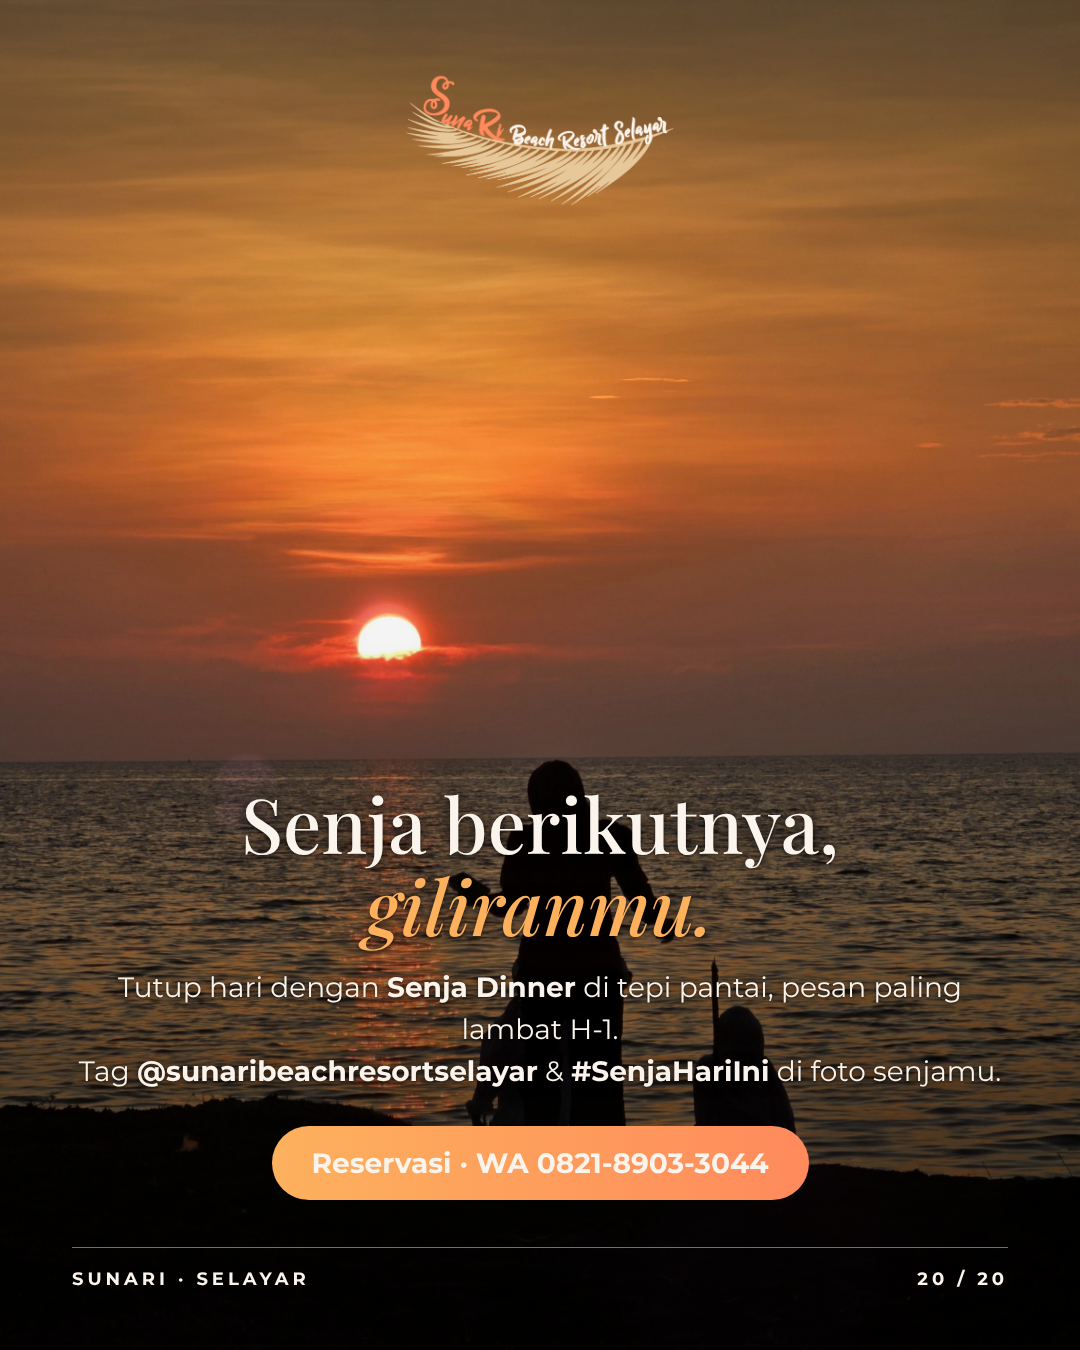 SunaRi Beach Resort Selayar
Senja berikutnya,
giliranmu.
Tutup hari dengan Senja Dinner di tepi pantai, pesan paling
lambat H-1.
Tag @sunaribeachresortselayar & #SenjaHariIni di foto senjamu.
Reservasi · WA 0821-8903-3044
SUNARI · SELAYAR
20 / 20